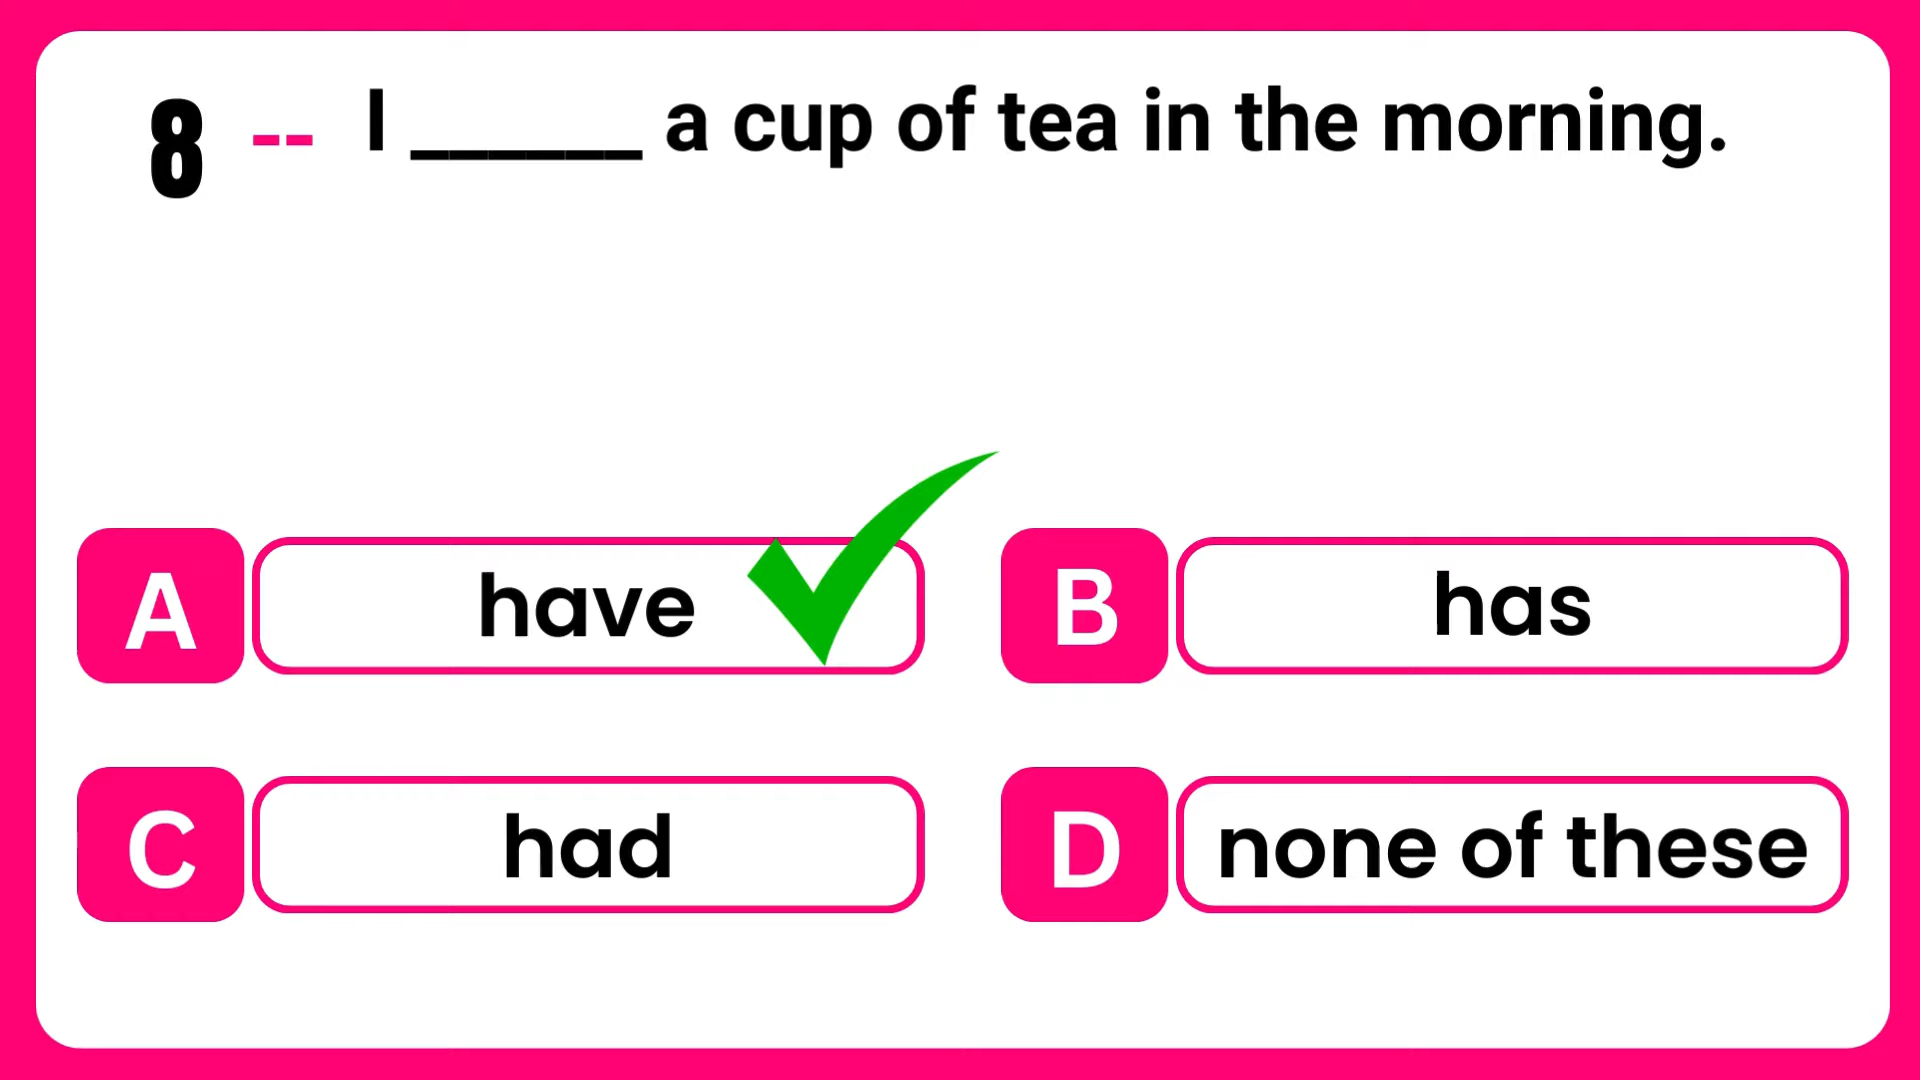 8 -- I ______ a cup of tea in the morning.
A have
B has
C had
D none of these